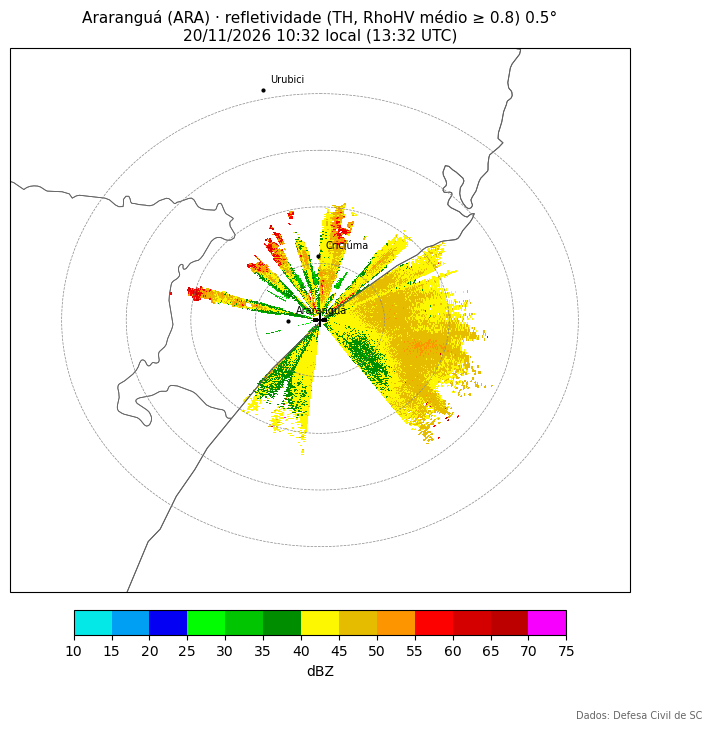 Araranguá (ARA) · refletividade (TH, RhoHV médio ≥ 0.8) 0.5°
20/11/2026 10:32 local (13:32 UTC)
Urubici
Criciúma
Araranguá
10 15 20 25 30 35 40 45 50 55 60 65 70 75
dBZ
Dados: Defesa Civil de SC